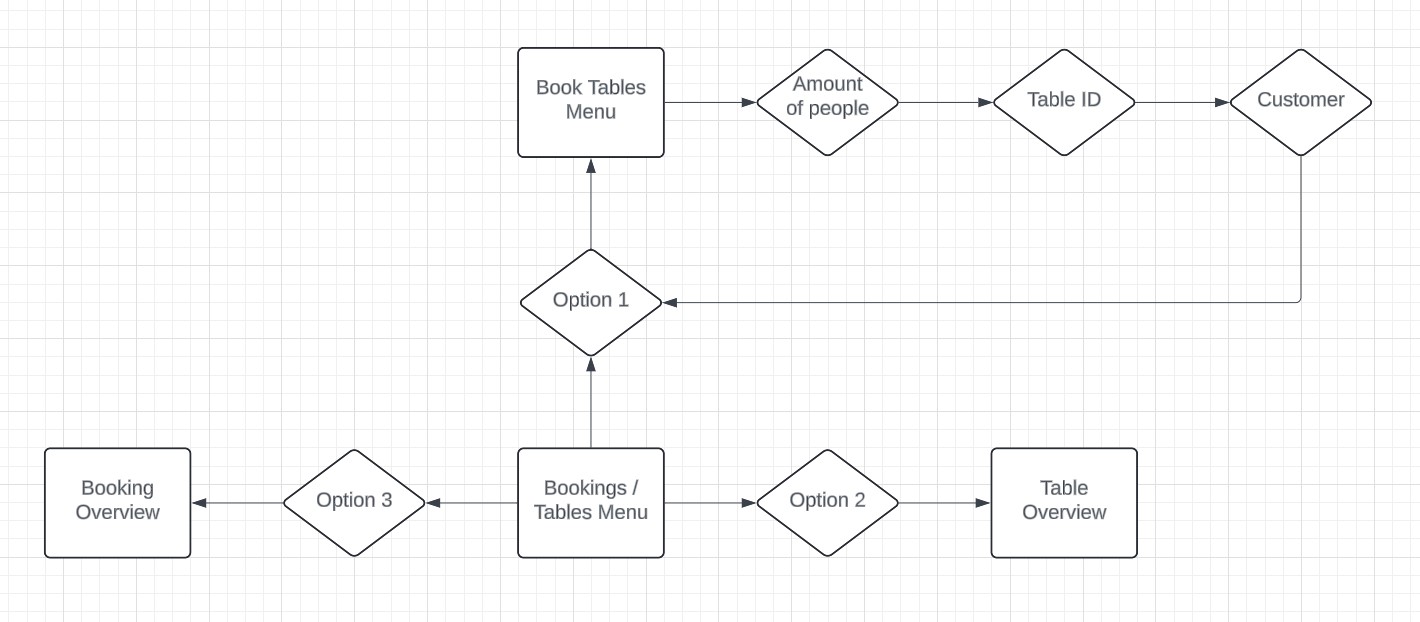 Book Tables
Menu
Amount
of people
Table ID
Customer
Option 1
Booking
Overview
Option 3
Bookings /
Tables Menu
Option 2
Table
Overview